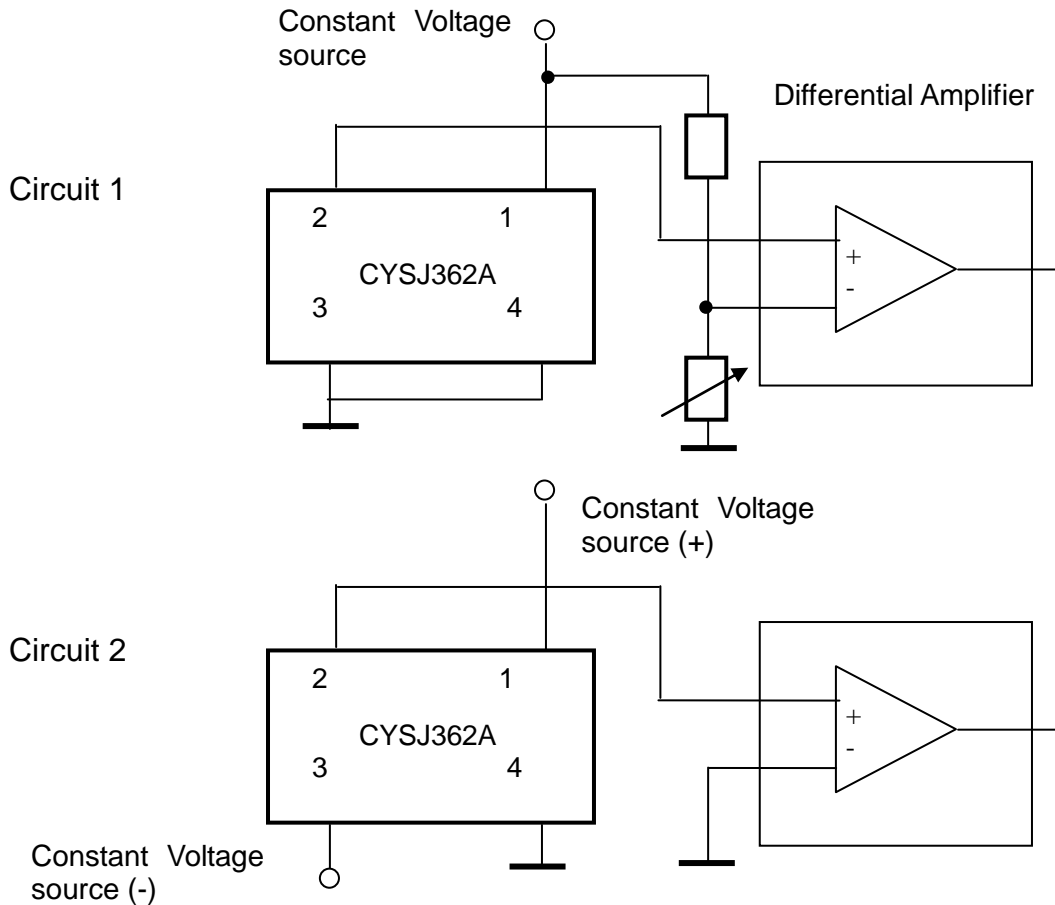 Constant Voltage
source
Differential Amplifier
Circuit 1
2 1
CYSJ362A
3 4
+
-
Constant Voltage
source (+)
Circuit 2
2 1
CYSJ362A
3 4
+
-
Constant Voltage
source (-)